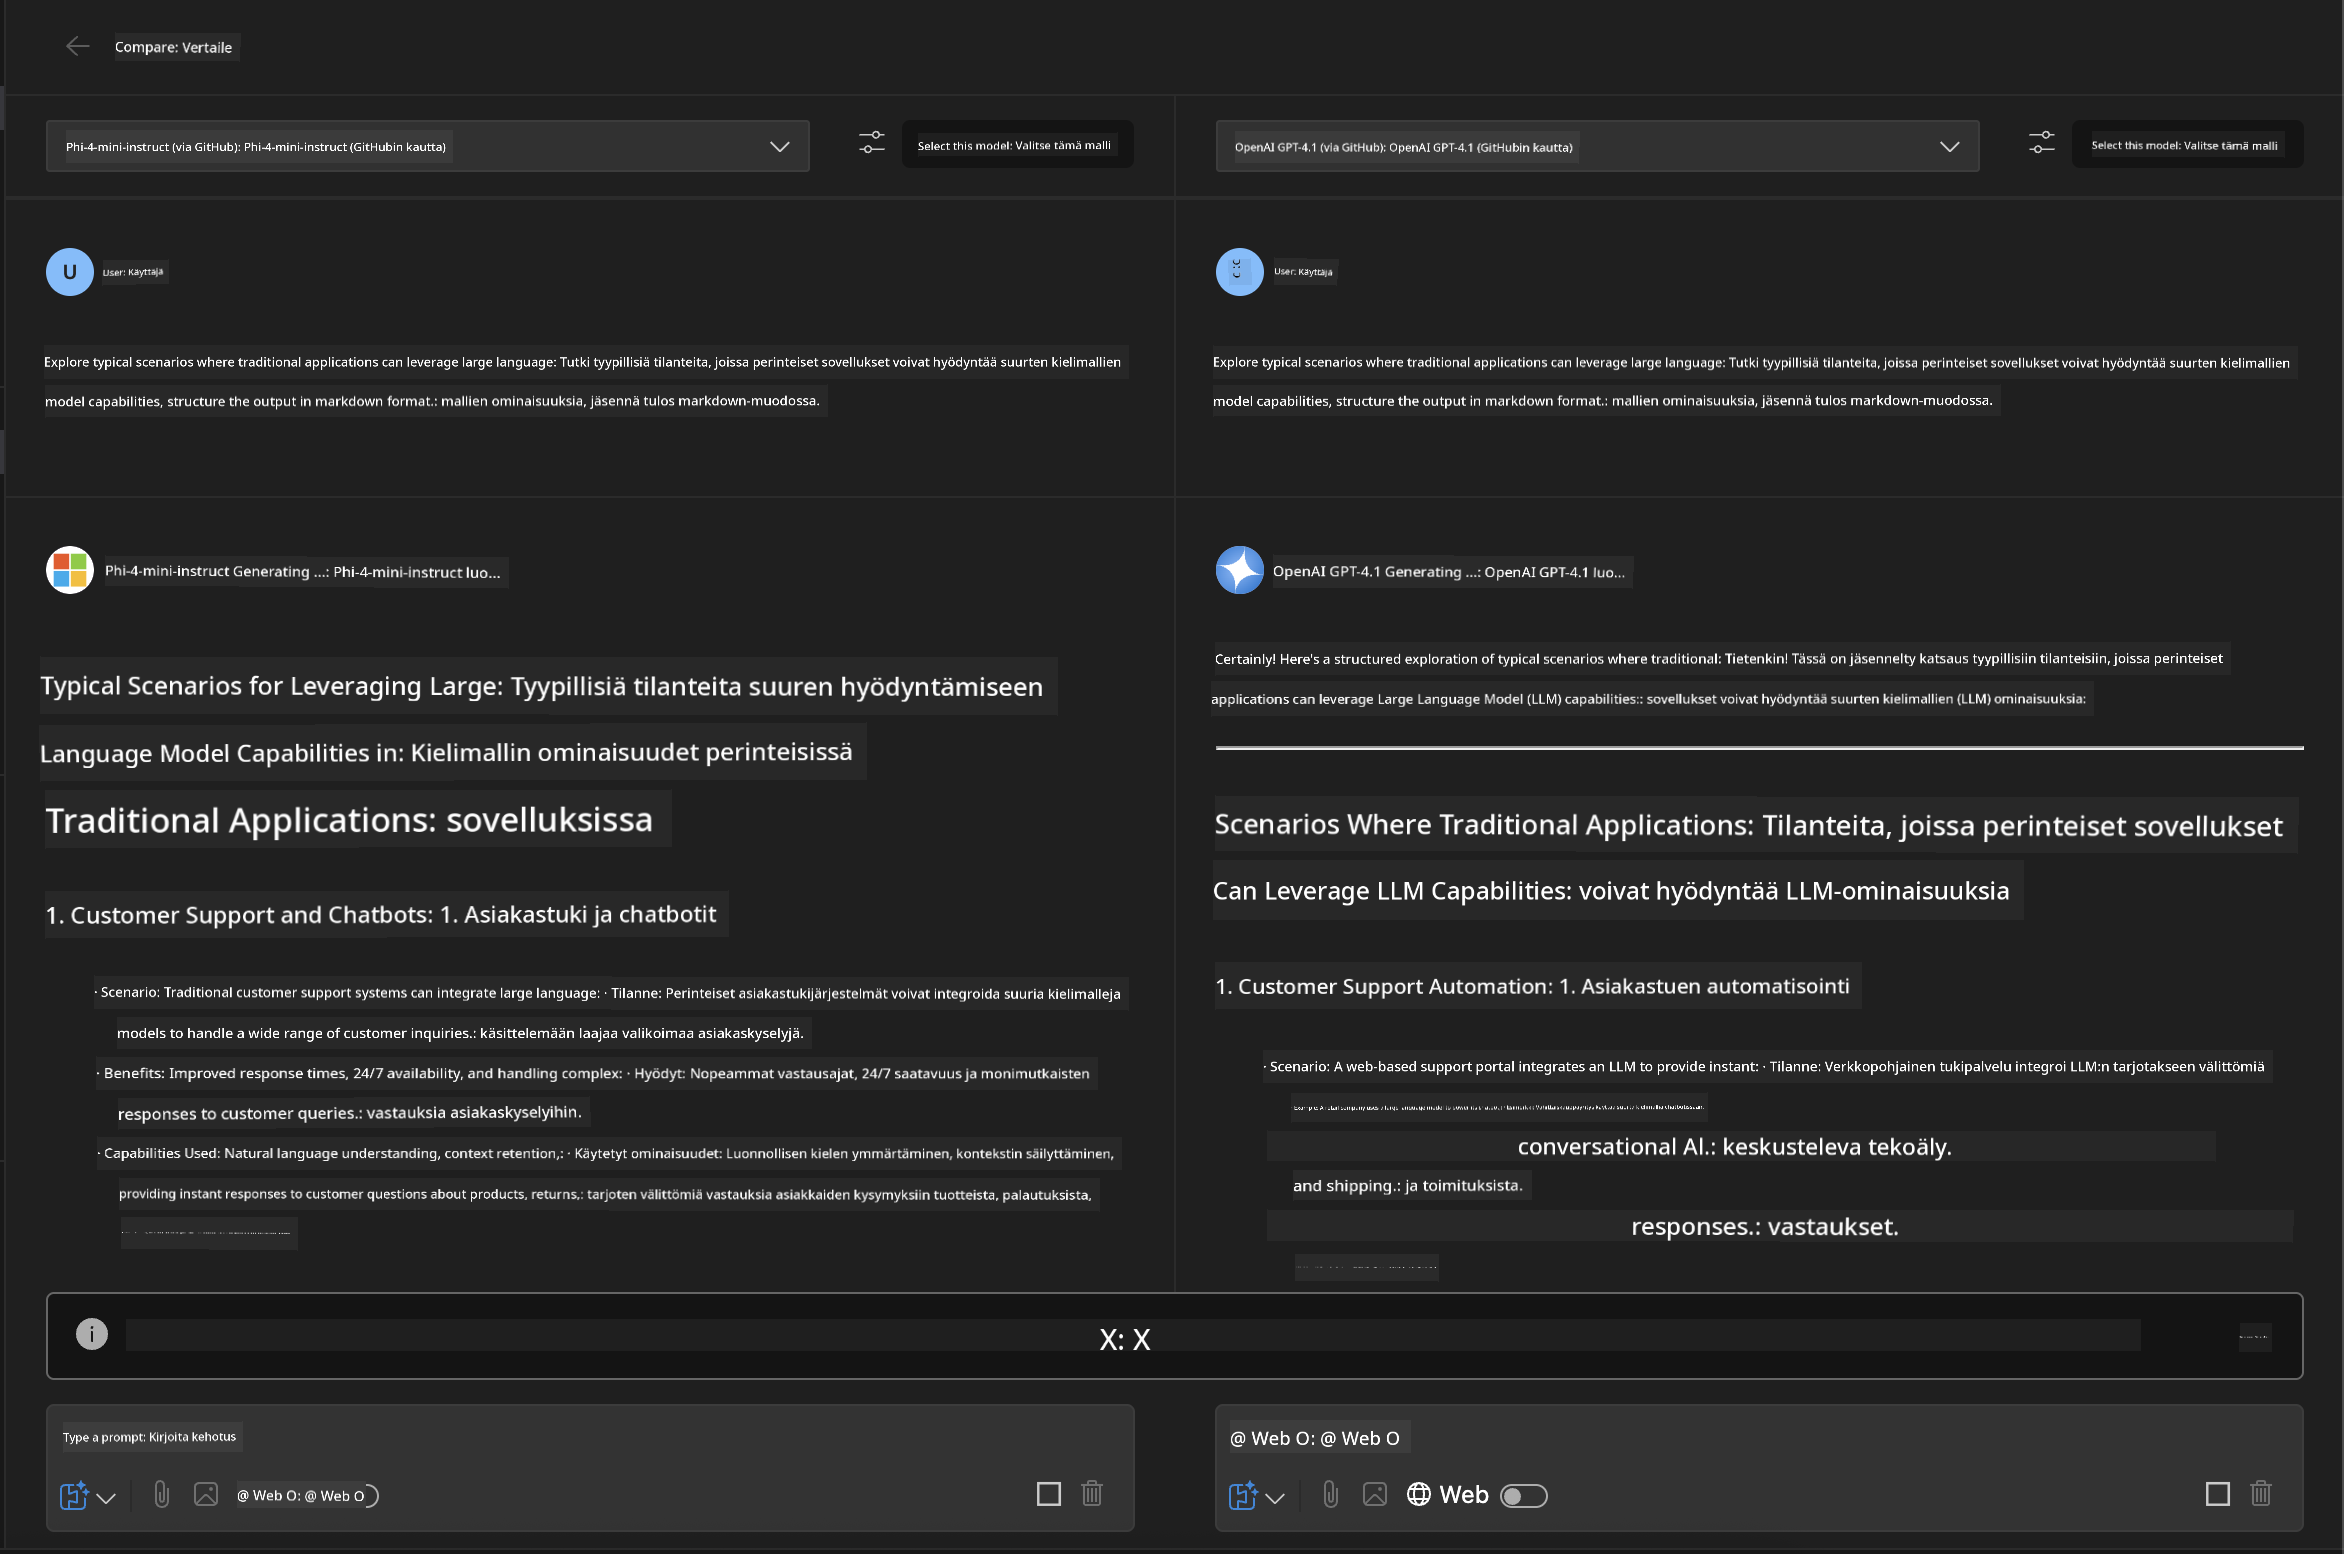 Compare: Vertaile
Phi-4-mini-instruct (via GitHub): Phi-4-mini-instruct (GitHubin kautta)
Select this model: Valitse tämä malli
U
User: Käyttäjä
Explore typical scenarios where traditional applications can leverage large language: Tutki tyypillisiä tilanteita, joissa perinteiset sovellukset voivat hyödyntää suurten kielimallien
model capabilities, structure the output in markdown format.: mallien ominaisuuksia, jäsennä tulos markdown-muodossa.
Phi-4-mini-instruct Generating ...: Phi-4-mini-instruct luo...
Typical Scenarios for Leveraging Large: Tyypillisiä tilanteita suuren hyödyntämiseen
Language Model Capabilities in: Kielimallin ominaisuudet perinteisissä
Traditional Applications: sovelluksissa
1. Customer Support and Chatbots: 1. Asiakastuki ja chatbotit
· Scenario: Traditional customer support systems can integrate large language: · Tilanne: Perinteiset asiakastukijärjestelmät voivat integroida suuria kielimalleja
models to handle a wide range of customer inquiries.: käsittelemään laajaa valikoimaa asiakaskyselyjä.
· Benefits: Improved response times, 24/7 availability, and handling complex: · Hyödyt: Nopeammat vastausajat, 24/7 saatavuus ja monimutkaisten
responses to customer queries.: vastauksia asiakaskyselyihin.
· Capabilities Used: Natural language understanding, context retention,: · Käytetyt ominaisuudet: Luonnollisen kielen ymmärtäminen, kontekstin säilyttäminen,
providing instant responses to customer questions about products, returns,: tarjoten välittömiä vastauksia asiakkaiden kysymyksiin tuotteista, palautuksista,
OpenAI GPT-4.1 (via GitHub): OpenAI GPT-4.1 (GitHubin kautta)
Select this model: Valitse tämä malli
User: Käyttäjä
Explore typical scenarios where traditional applications can leverage large language: Tutki tyypillisiä tilanteita, joissa perinteiset sovellukset voivat hyödyntää suurten kielimallien
model capabilities, structure the output in markdown format.: mallien ominaisuuksia, jäsennä tulos markdown-muodossa.
OpenAI GPT-4.1 Generating ...: OpenAI GPT-4.1 luo...
Certainly! Here's a structured exploration of typical scenarios where traditional: Tietenkin! Tässä on jäsennelty katsaus tyypillisiin tilanteisiin, joissa perinteiset
applications can leverage Large Language Model (LLM) capabilities:: sovellukset voivat hyödyntää suurten kielimallien (LLM) ominaisuuksia:
Scenarios Where Traditional Applications: Tilanteita, joissa perinteiset sovellukset
Can Leverage LLM Capabilities: voivat hyödyntää LLM-ominaisuuksia
1. Customer Support Automation: 1. Asiakastuen automatisointi
· Scenario: A web-based support portal integrates an LLM to provide instant: · Tilanne: Verkkopohjainen tukipalvelu integroi LLM:n tarjotakseen välittömiä
conversational Al.: keskusteleva tekoäly.
and shipping.: ja toimituksista.
responses.: vastaukset.
X: X
Type a prompt: Kirjoita kehotus
@ Web O: @ Web O
@ Web O: @ Web O
Web